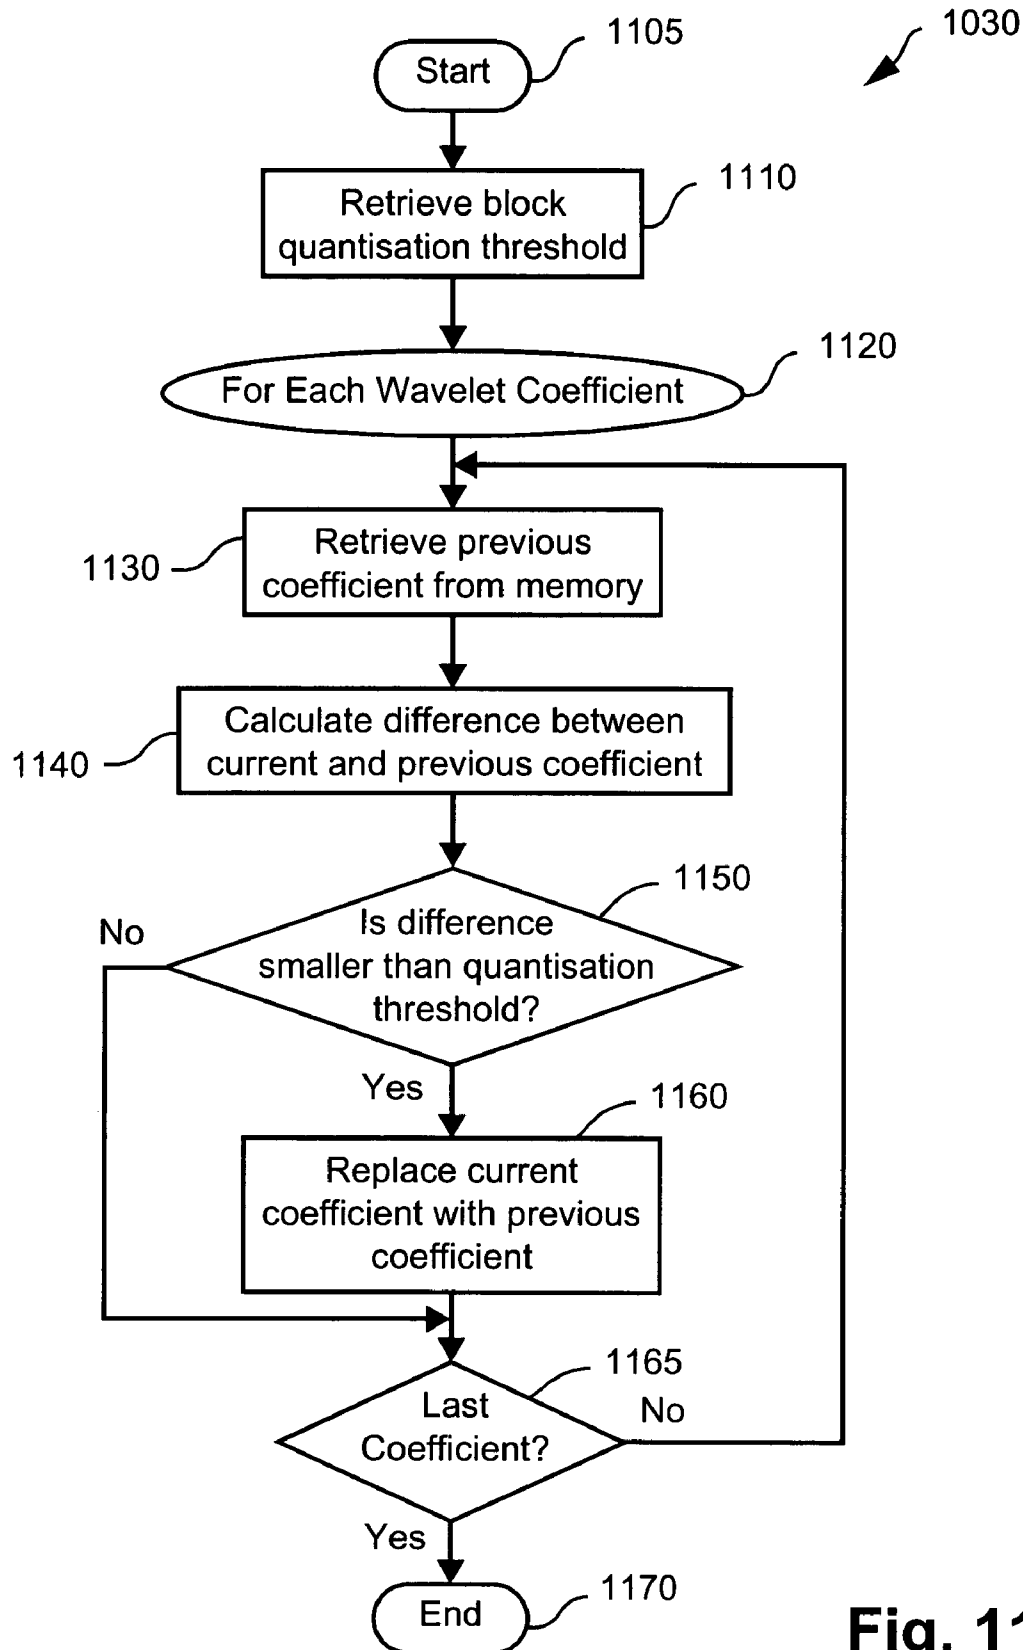 1030
1105
Start
1110
Retrieve block
quantisation threshold
1120
For Each Wavelet Coefficient
1130
Retrieve previous
coefficient from memory
1140
Calculate difference between
current and previous coefficient
1150
No
Is difference
smaller than quantisation
threshold?
Yes
1160
Replace current
coefficient with previous
coefficient
1165
Last
Coefficient?
No
Yes
1170
End
Fig. 11